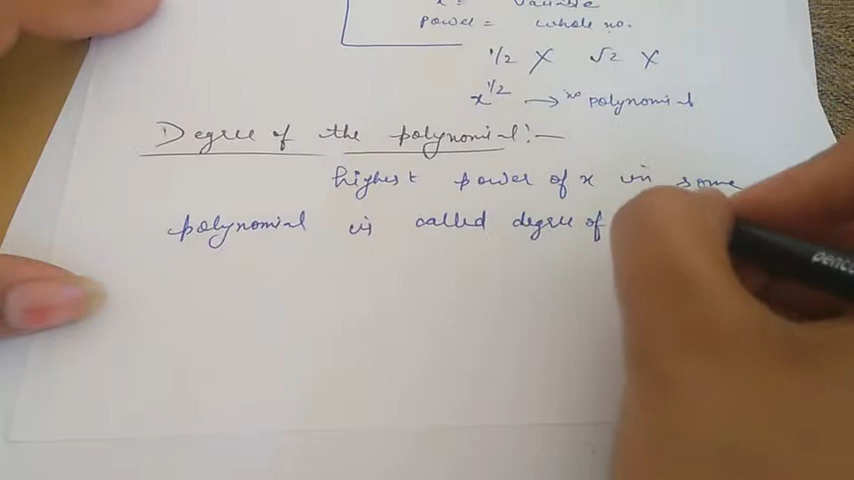 x = Variable
power = whole no.
1/2 X √2 X
x^1/2 → no polynomial
Degree of the polynomial:—
highest power of x in some
polynomial is called degree of